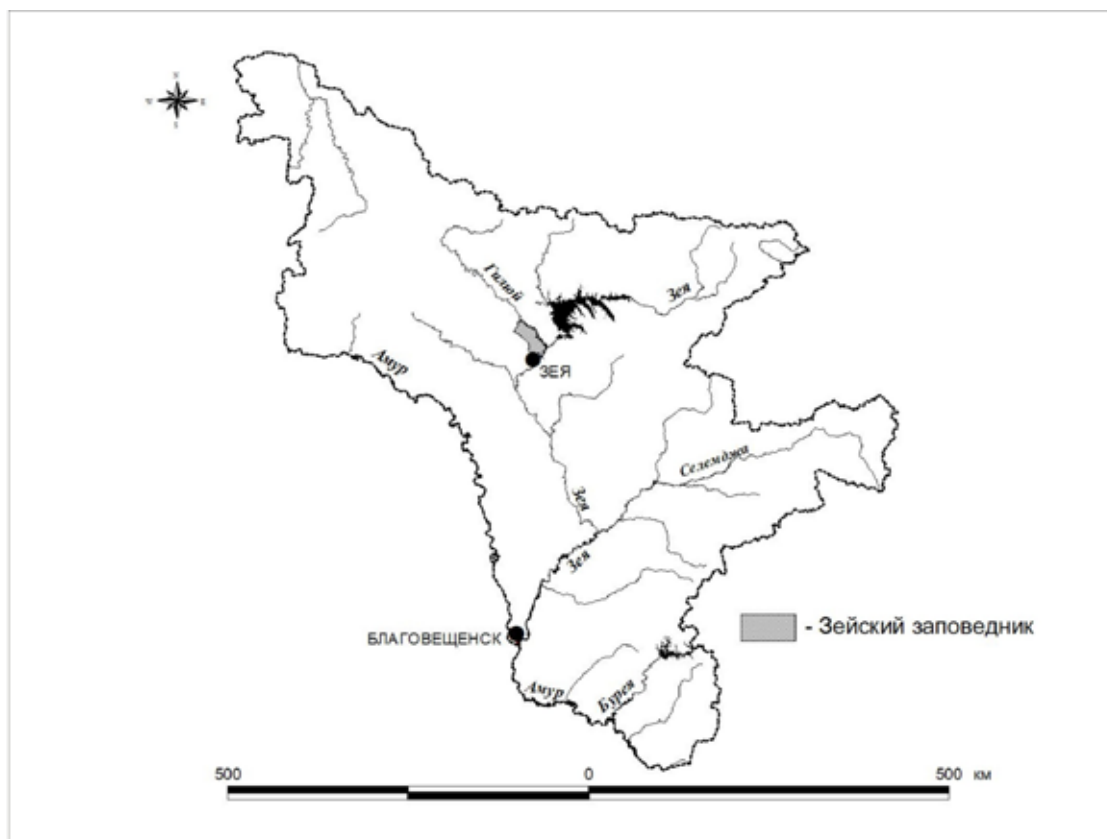 N
W E
S
Гилюй
Зея
Амур
ЗЕЯ
Селемджа
Зея
Зея
БЛАГОВЕЩЕНСК
- Зейский заповедник
Амур
Бурея
500 0 500 км